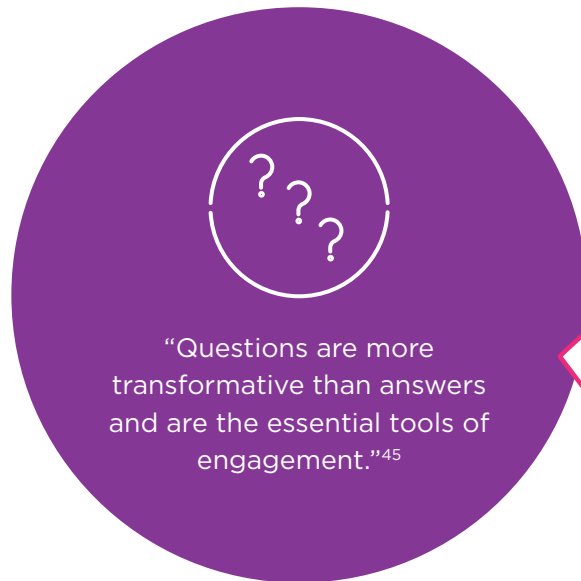 ? ? ?
“Questions are more
transformative than answers
and are the essential tools of
engagement.”45